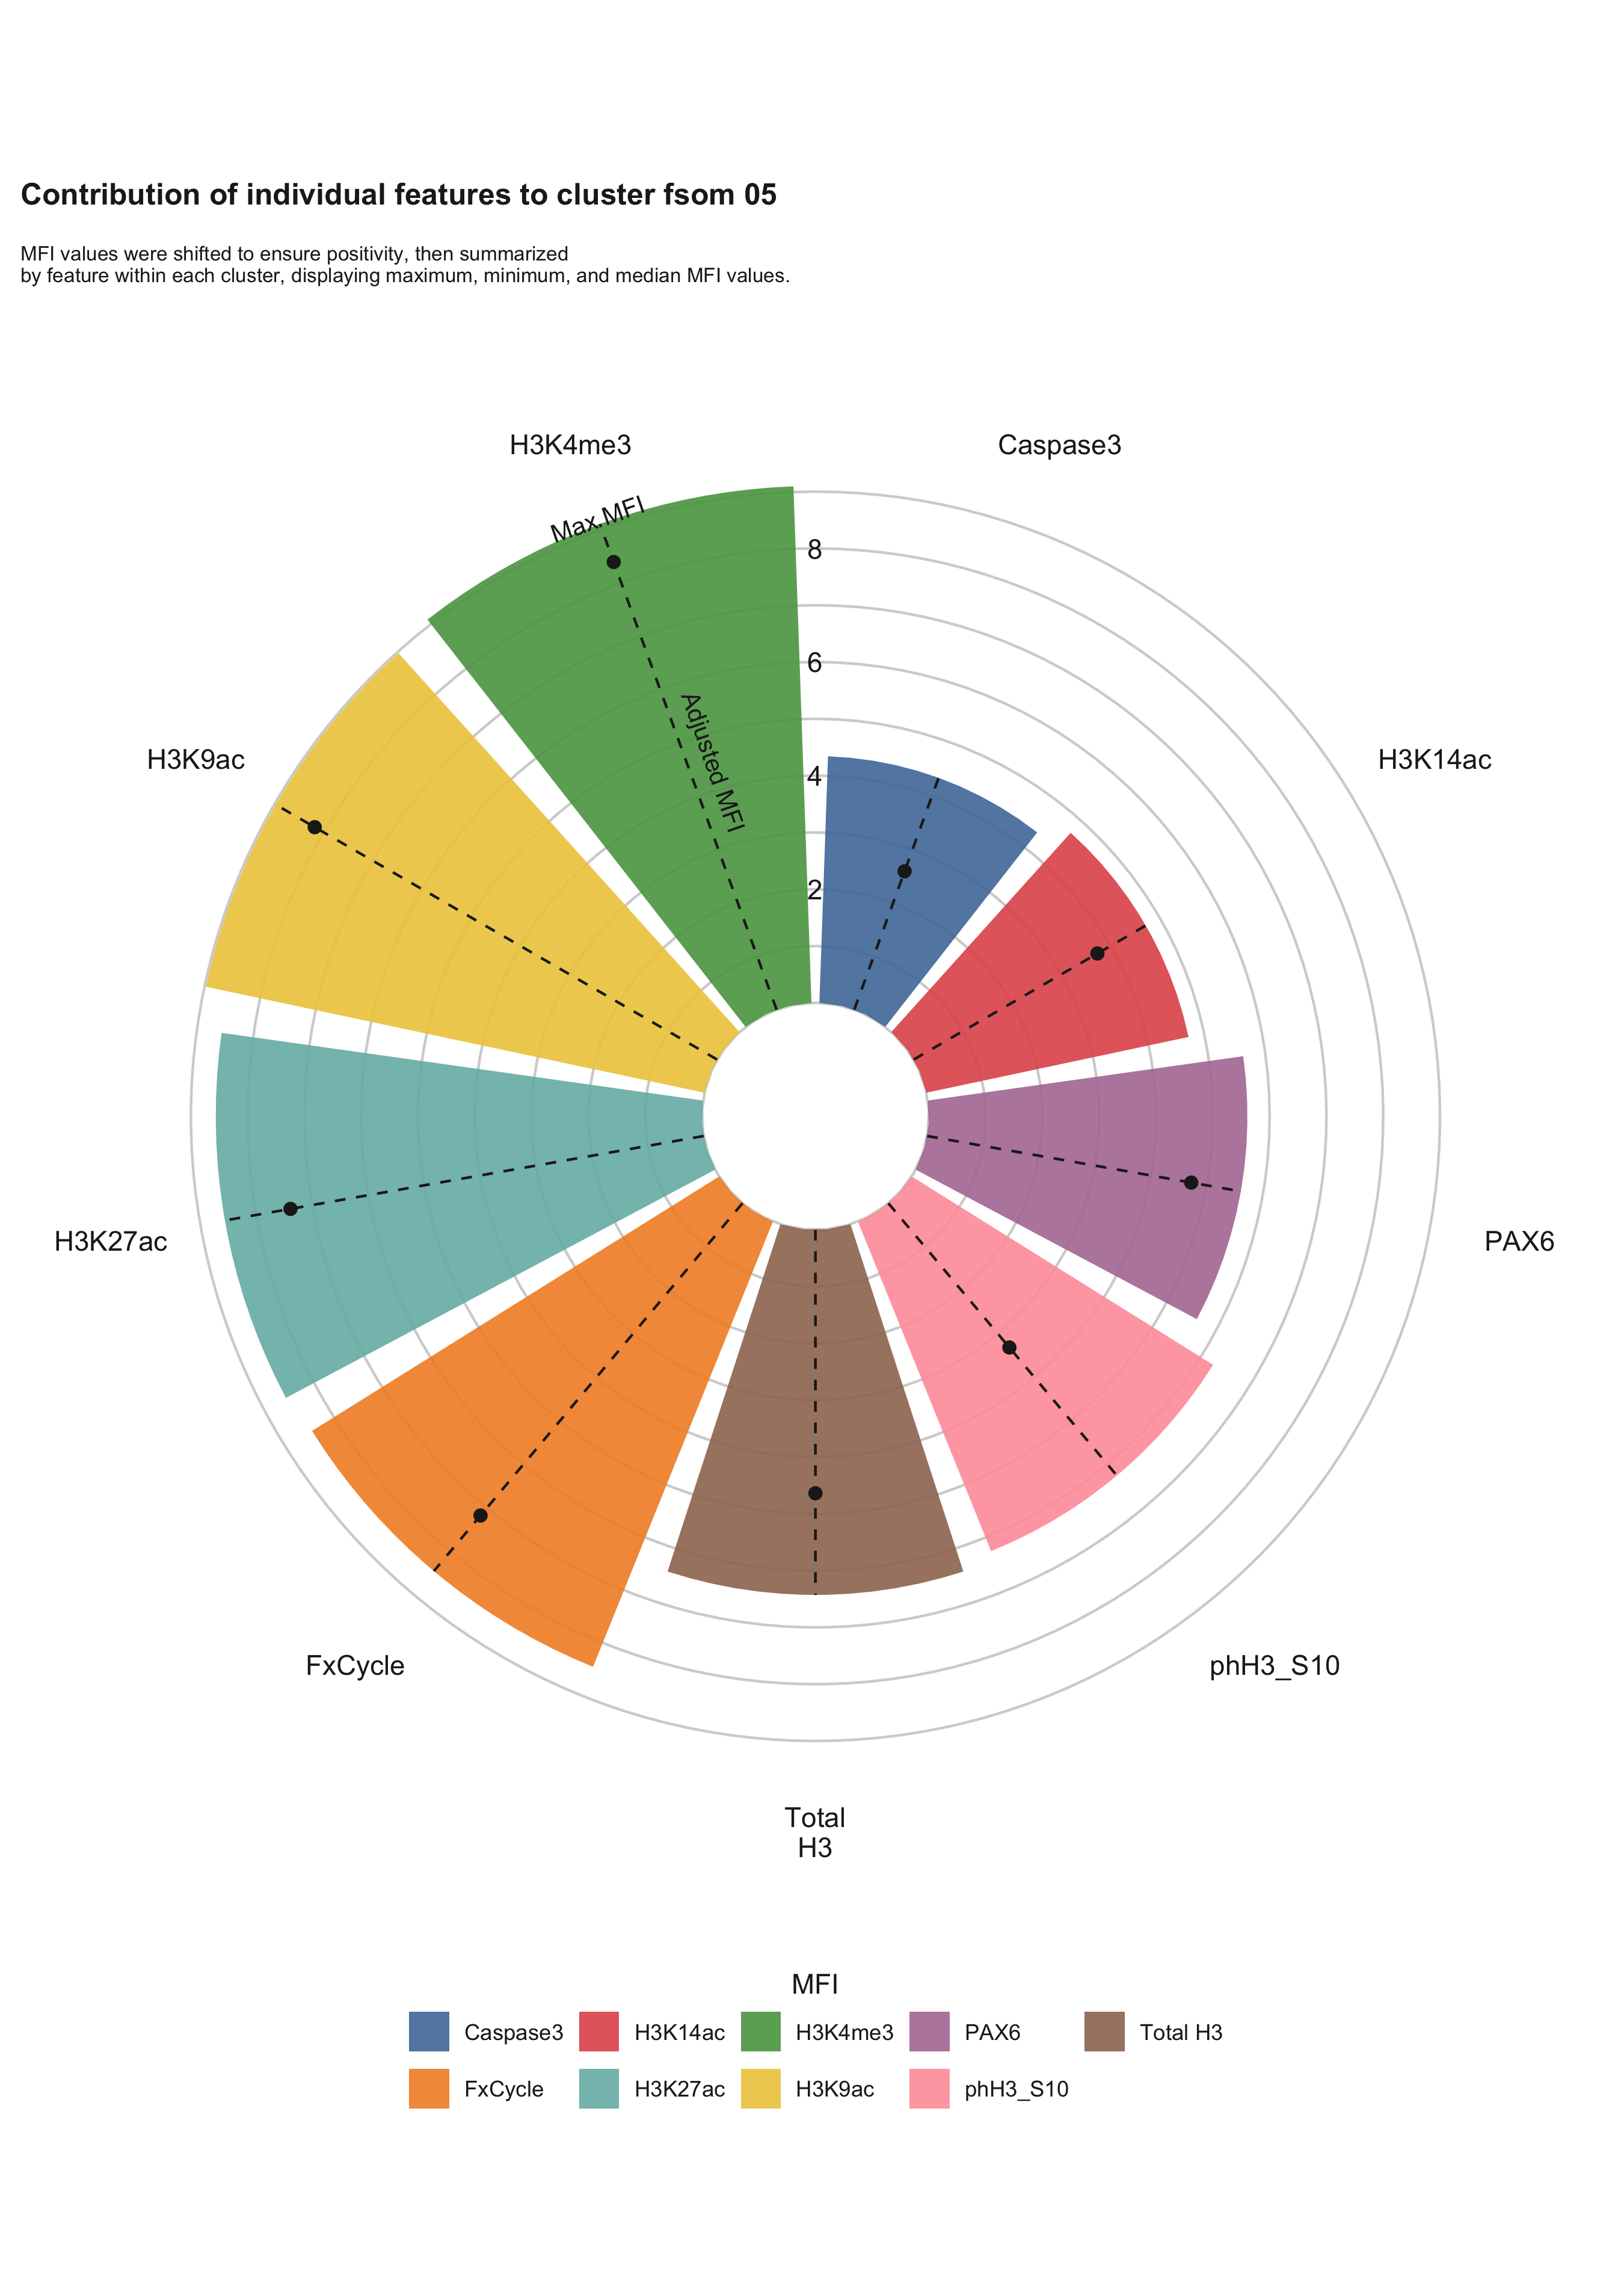 Contribution of individual features to cluster fsom 05
MFI values were shifted to ensure positivity, then summarized
by feature within each cluster, displaying maximum, minimum, and median MFI values.
H3K4me3
Caspase3
Max.MFI
8
6
Adjusted MFI
4
2
H3K9ac
H3K14ac
H3K27ac
PAX6
FxCycle
phH3_S10
Total
H3
MFI
Caspase3 H3K14ac H3K4me3 PAX6 Total H3
FxCycle H3K27ac H3K9ac phH3_S10